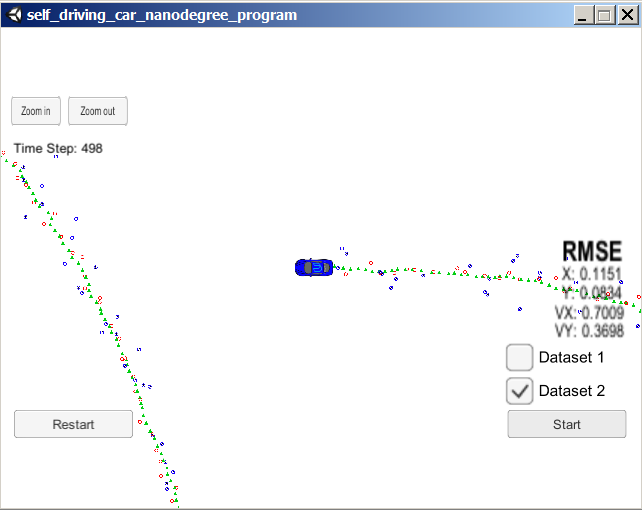 self_driving_car_nanodegree_program
Zoom in
Zoom out
Time Step: 498
RMSE
X: 0.1151
Y: 0.0834
VX: 0.7009
VY: 0.3698
Dataset 1
Dataset 2
Restart
Start